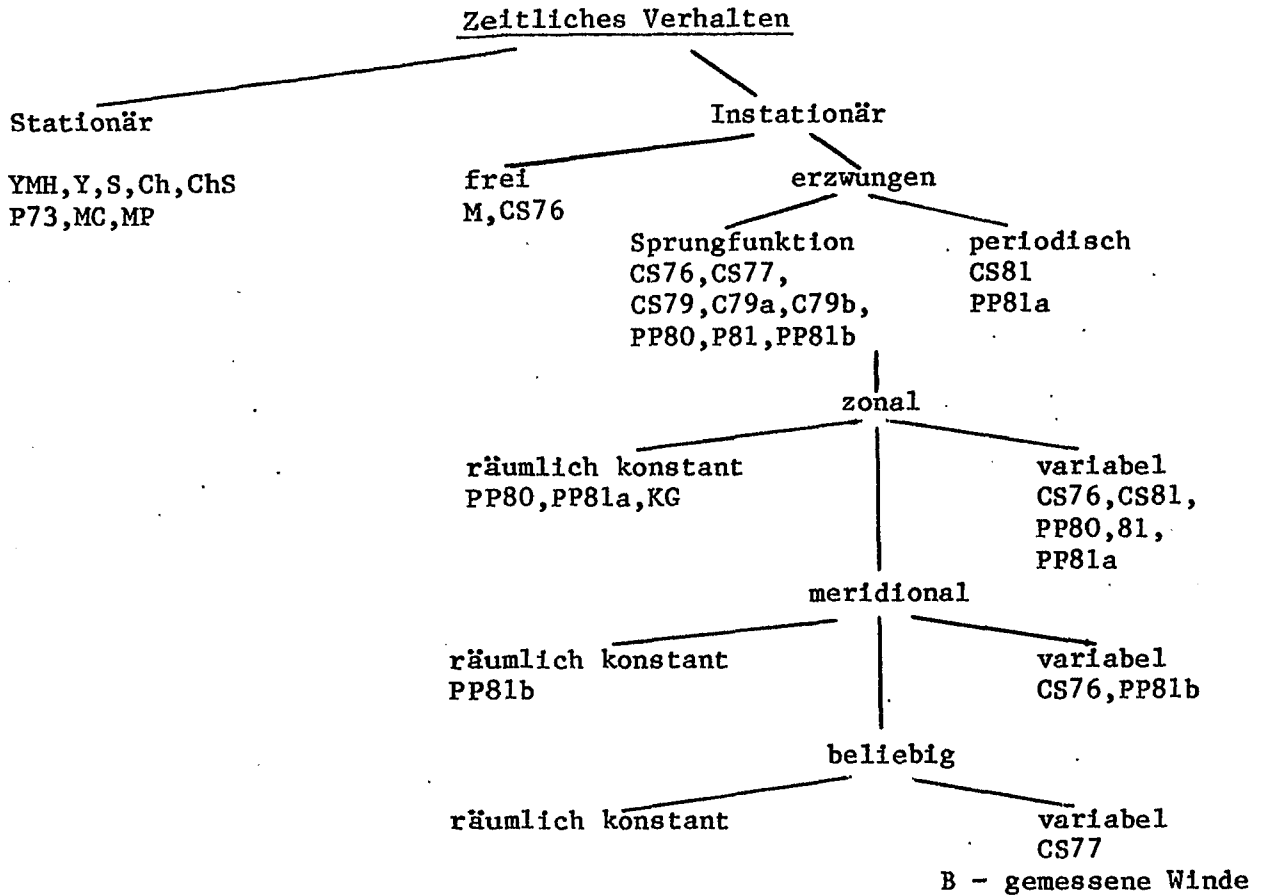 Zeitliches Verhalten
Stationär
YMH,Y,S,Ch,ChS
P73,MC,MP
Instationär
frei
M,CS76
erzwungen
Sprungfunktion
CS76,CS77,
CS79,C79a,C79b,
PP80,P81,PP81b
periodisch
CS81
PP81a
zonal
räumlich konstant
PP80,PP81a,KG
variabel
CS76,CS81,
PP80,81,
PP81a
meridional
räumlich konstant
PP81b
variabel
CS76,PP81b
beliebig
räumlich konstant
variabel
CS77
B - gemessene Winde